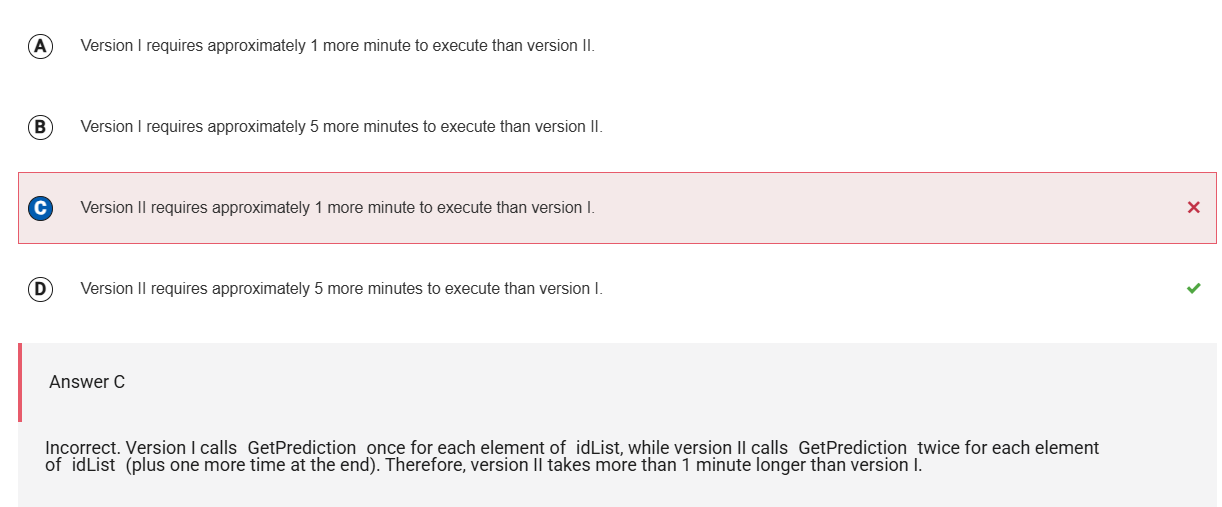 A Version I requires approximately 1 more minute to execute than version II.
B Version I requires approximately 5 more minutes to execute than version II.
C Version II requires approximately 1 more minute to execute than version I.
D Version II requires approximately 5 more minutes to execute than version I.
Answer C
Incorrect. Version I calls GetPrediction once for each element of idList, while version II calls GetPrediction twice for each element
of idList (plus one more time at the end). Therefore, version II takes more than 1 minute longer than version I.